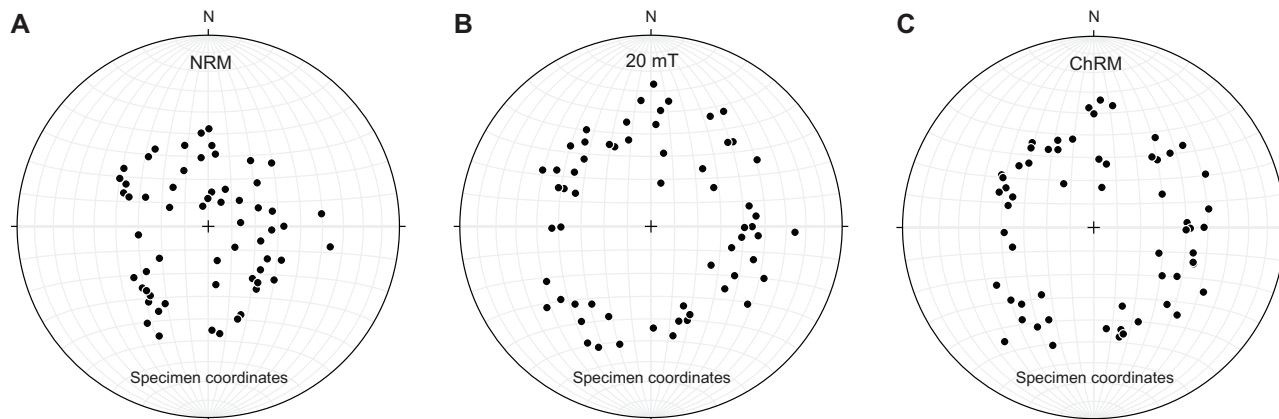 A
N
NRM
Specimen coordinates
B
N
20 mT
Specimen coordinates
C
N
ChRM
Specimen coordinates